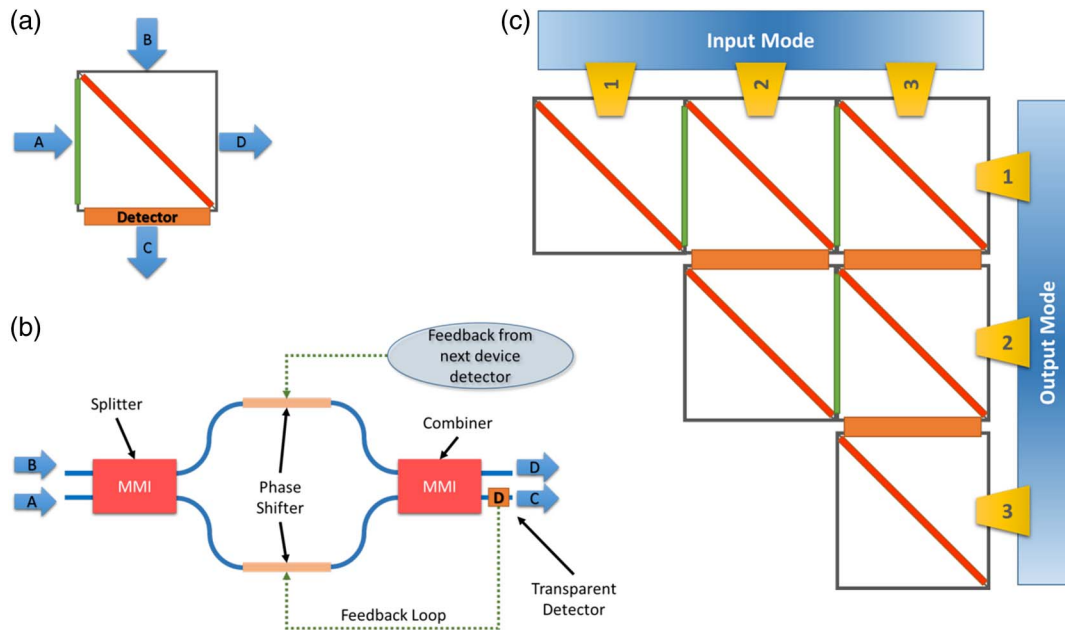 (a)
B
A
D
Detector
C
(b)
Feedback from
next device
detector
Splitter
Combiner
B
A
MMI
Phase
Shifter
MMI
D
D
C
Transparent
Detector
Feedback Loop
(c)
Input Mode
1
2
3
1
2
3
Output Mode